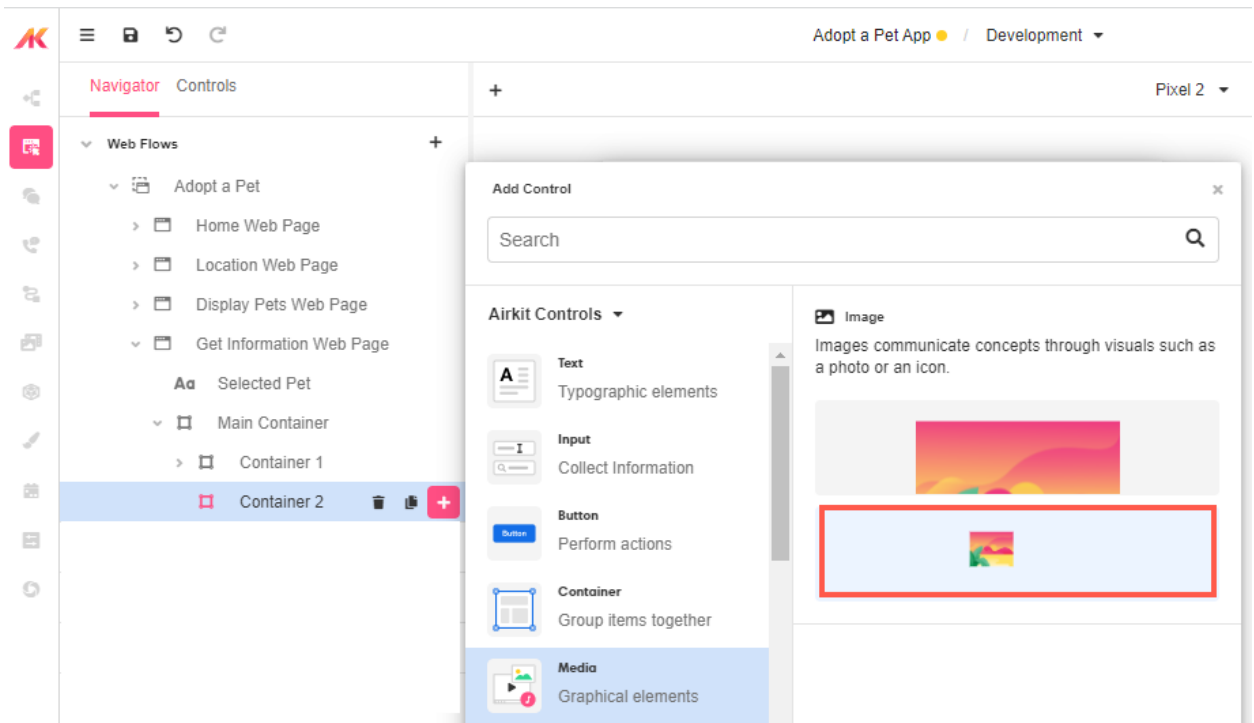 Adopt a Pet App / Development
Navigator Controls
Pixel 2
Web Flows
Adopt a Pet
Home Web Page
Location Web Page
Display Pets Web Page
Get Information Web Page
Aa Selected Pet
Main Container
Container 1
Container 2
Add Control
Search
Airkit Controls
A
Text
Typographic elements
Input
Collect Information
Button
Button
Perform actions
Container
Group items together
Media
Graphical elements
Image
Images communicate concepts through visuals such as
a photo or an icon.